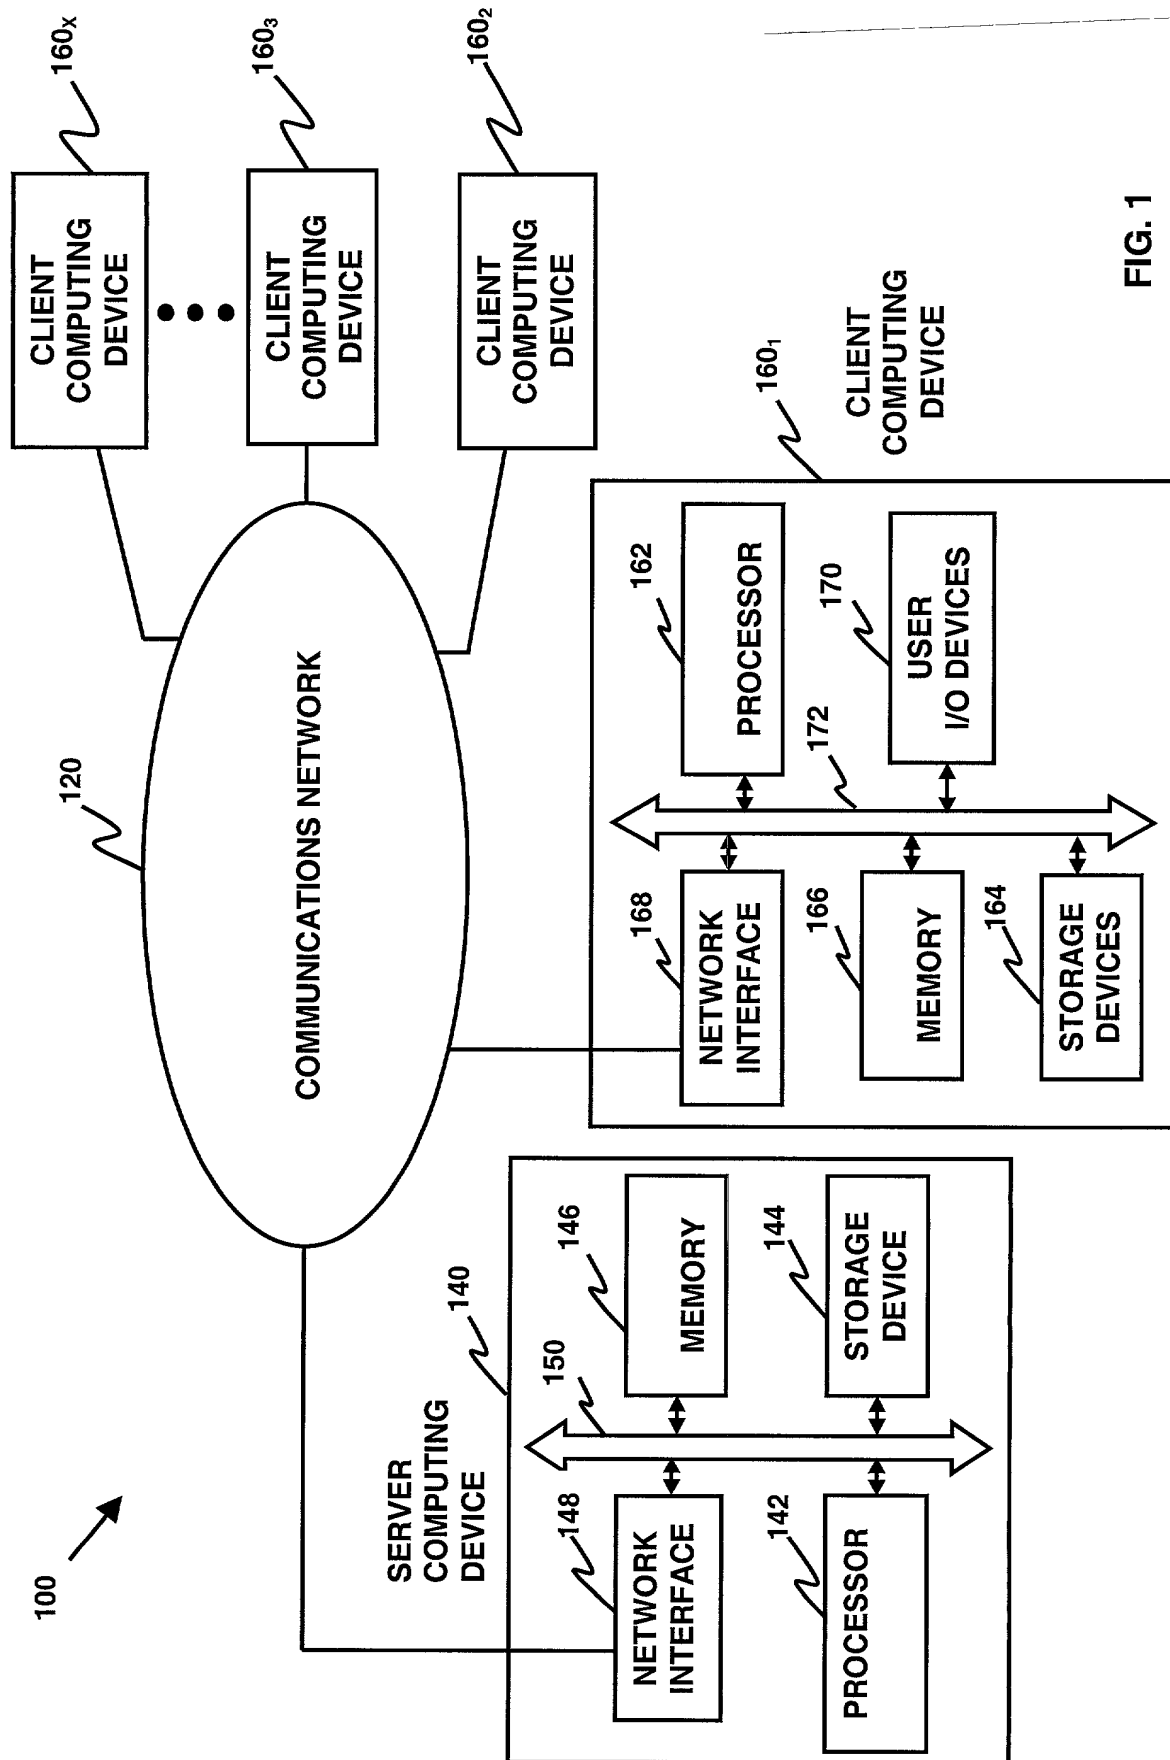 100
120
COMMUNICATIONS NETWORK
CLIENT
COMPUTING
DEVICE
160X
CLIENT
COMPUTING
DEVICE
1603
CLIENT
COMPUTING
DEVICE
1602
SERVER
COMPUTING
DEVICE
140
148
NETWORK
INTERFACE
150
146
MEMORY
142
PROCESSOR
144
STORAGE
DEVICE
168
NETWORK
INTERFACE
162
PROCESSOR
166
MEMORY
172
170
USER
I/O DEVICES
164
STORAGE
DEVICES
1601
CLIENT
COMPUTING
DEVICE
FIG. 1